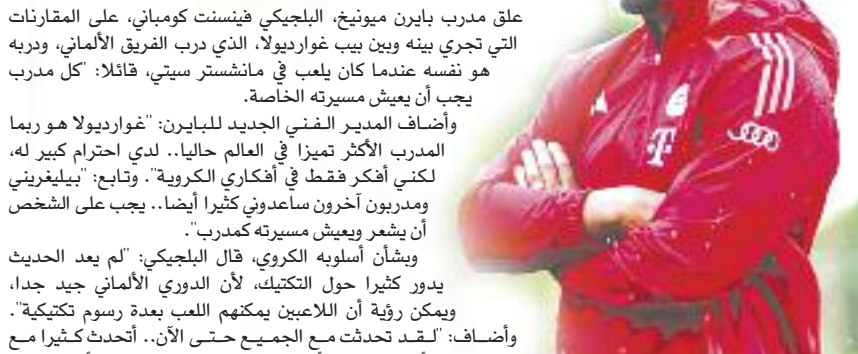 علق مدرب بايرن ميونيخ، البلجيكي فينسنت كومباني، على المقارنات
التي تجري بينه وبين بيب غوارديولا، الذي درب الفريق الألماني، ودربه
هو نفسه عندما كان يلعب في مانشستر سيتي، قائلا: "كل مدرب
يجب أن يعيش مسيرته الخاصة.
وأضاف المدير الفني الجديد للبايرن: "غوارديولا هو ربما
المدرب الأكثر تميزا في العالم حاليا.. لدي احترام كبير له،
لكني أفكر فقط في أفكاري الكروية". وتابع: "بيليغريني
ومدربون آخرون ساعدوني كثيرا أيضا.. يجب على الشخص
أن يشعر ويعيش مسيرته كمدرب".
وبشأن أسلوبه الكروي، قال البلجيكي: "لم يعد الحديث
يدور كثيرا حول التكتيك، لأن الدوري الألماني جيد جدا،
ويمكن رؤية أن اللاعبين يمكنهم اللعب بعدة رسوم تكتيكية".
وأضاف: "لقد تحدثت مع الجميع حتى الآن.. أتحدث كثيرا مع
T